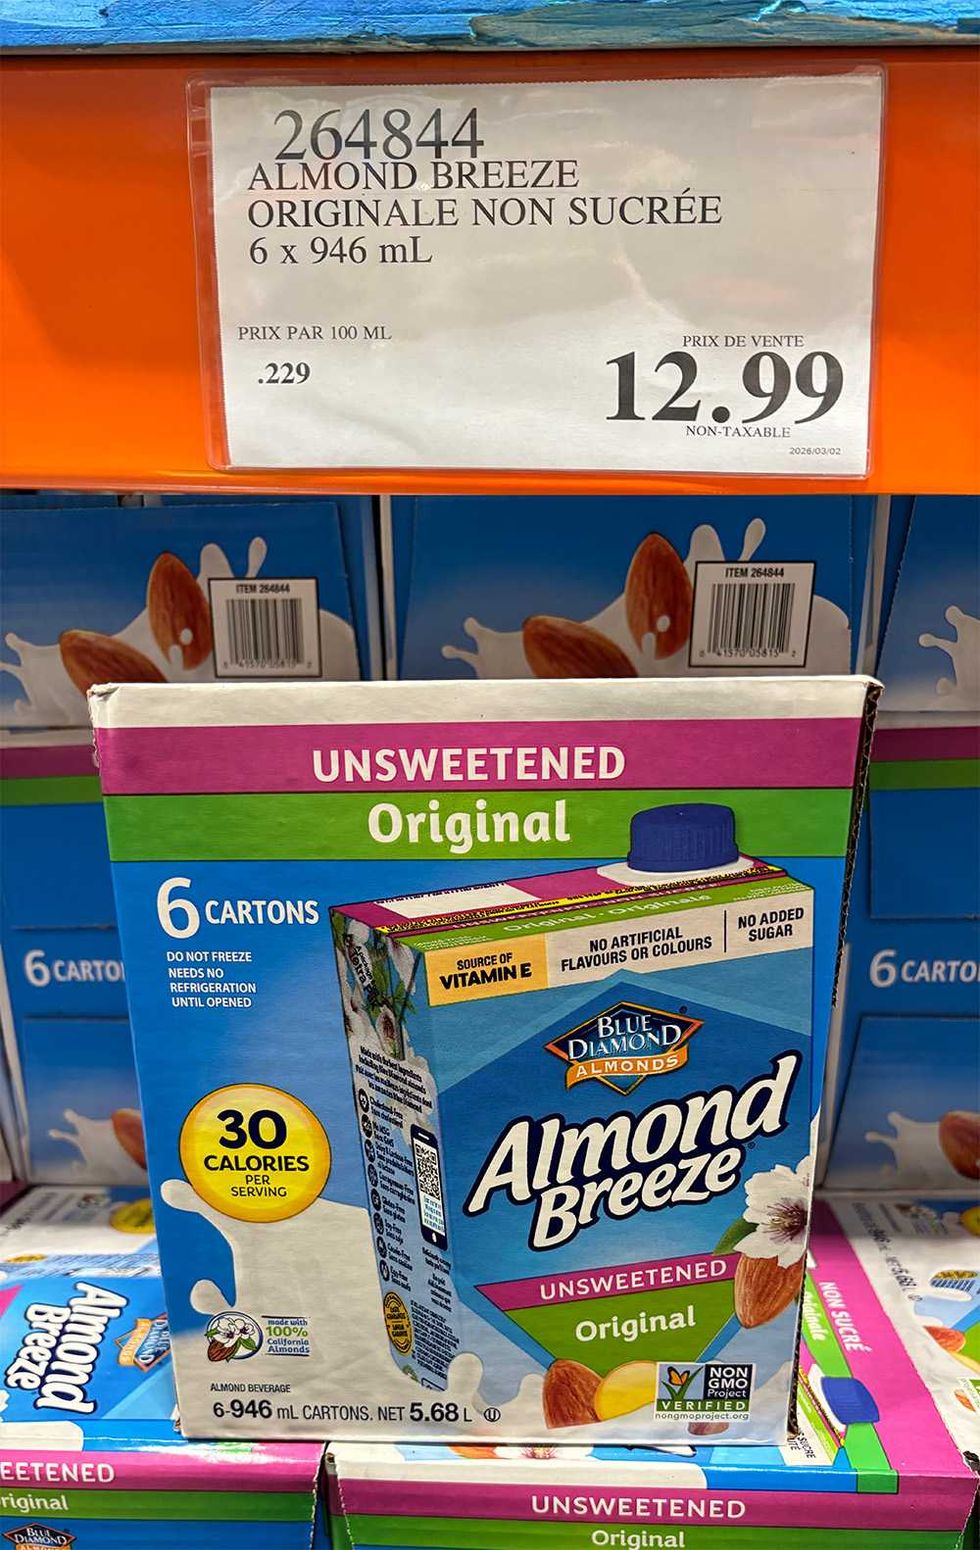 264844
ALMOND BREEZE
ORIGINALE NON SUCRÉE
6 x 946 mL
PRIX PAR 100 ML
.229
PRIX DE VENTE
12.99
NON-TAXABLE
2026/03/02
ITEM 264844
ITEM 264844
UNSWEETENED
Original
6 CARTONS
DO NOT FREEZE
NEEDS NO
REFRIGERATION
UNTIL OPENED
30
CALORIES
PER
SERVING
made with
100%
California
Almonds
ALMOND BEVERAGE
6-946 mL CARTONS. NET 5.68 L
Original · Originale
SOURCE OF
VITAMIN E
NO ARTIFICIAL
FLAVOURS OR COLOURS
NO ADDED
SUGAR
BLUE
DIAMOND
ALMONDS
Almond
Breeze
UNSWEETENED
Original
NON
GMO
Project
VERIFIED
nongmoproject.org
6 CARTO
6 CARTO
Almond
Breeze
NON SUCRÉ
EETENED
riginal
BLUE
DIAMOND
UNSWEETENED
Original